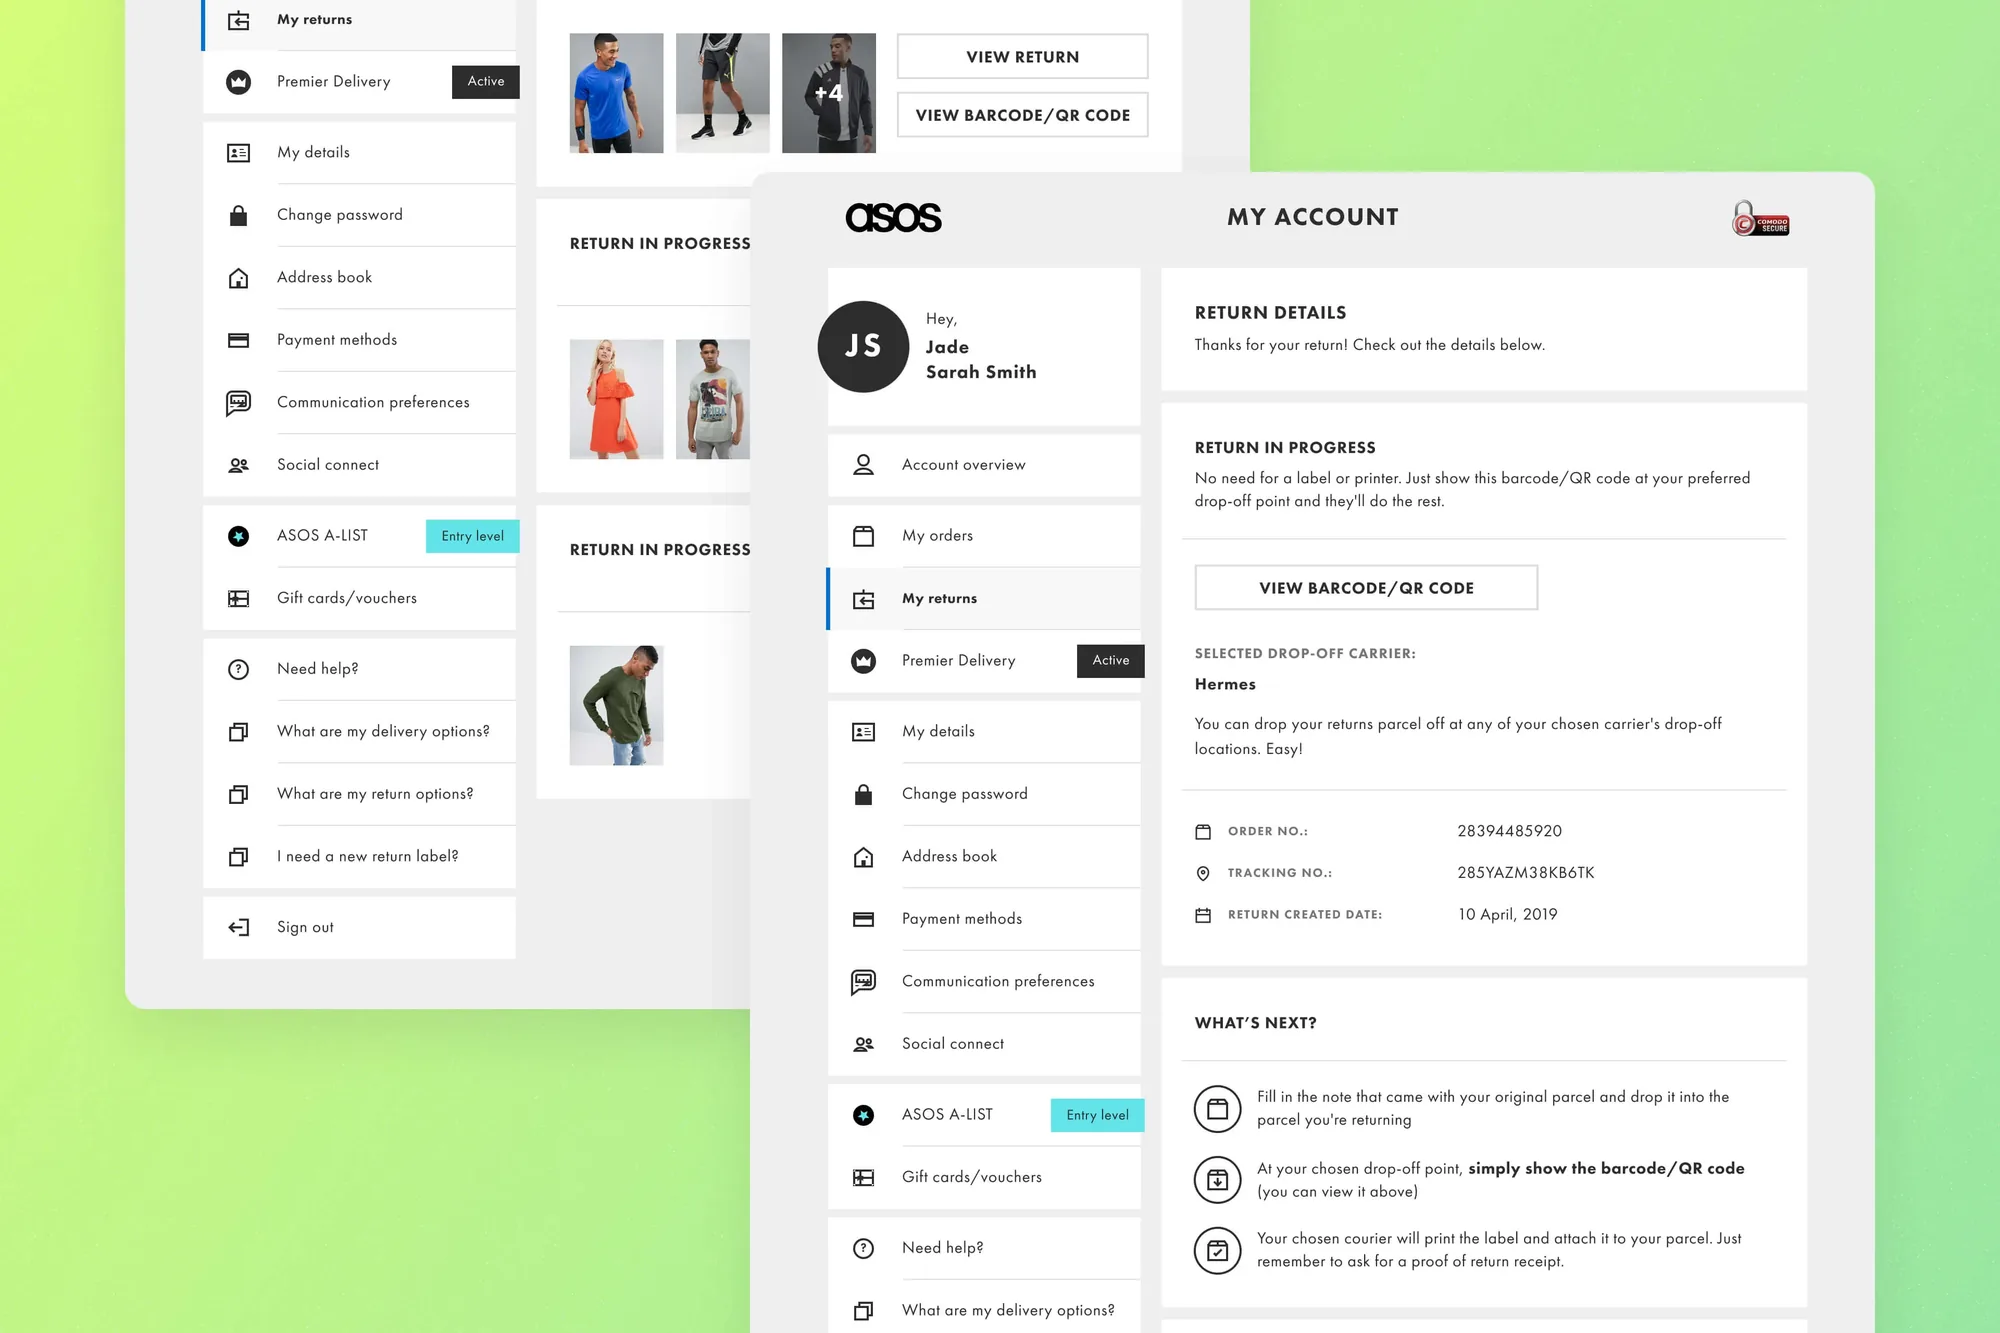 My returns
Premier Delivery
Active
My details
Change password
Address book
Payment methods
Communication preferences
Social connect
ASOS A-LIST
Entry level
Gift cards/vouchers
Need help?
What are my delivery options?
What are my return options?
I need a new return label?
Sign out
+4
VIEW RETURN
VIEW BARCODE/QR CODE
RETURN IN PROGRESS
RETURN IN PROGRESS
asos
MY ACCOUNT
COMODO
SECURE
JS
Hey,
Jade
Sarah Smith
Account overview
My orders
My returns
Premier Delivery
Active
My details
Change password
Address book
Payment methods
Communication preferences
Social connect
ASOS A-LIST
Entry level
Gift cards/vouchers
Need help?
What are my delivery options?
RETURN DETAILS
Thanks for your return! Check out the details below.
RETURN IN PROGRESS
No need for a label or printer. Just show this barcode/QR code at your preferred
drop-off point and they'll do the rest.
VIEW BARCODE/QR CODE
SELECTED DROP-OFF CARRIER:
Hermes
You can drop your returns parcel off at any of your chosen carrier's drop-off
locations. Easy!
ORDER NO.: 28394485920
TRACKING NO.: 285YAZM38KB6TK
RETURN CREATED DATE: 10 April, 2019
WHAT'S NEXT?
Fill in the note that came with your original parcel and drop it into the
parcel you're returning
At your chosen drop-off point, simply show the barcode/QR code
(you can view it above)
Your chosen courier will print the label and attach it to your parcel. Just
remember to ask for a proof of return receipt.